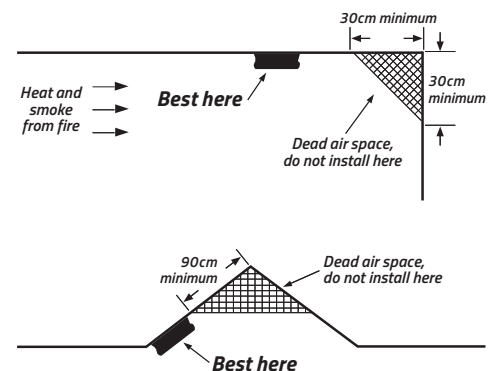 30cm minimum
Heat and
smoke
from fire
Best here
30cm
minimum
Dead air space,
do not install here
90cm
minimum
Dead air space,
do not install here
Best here